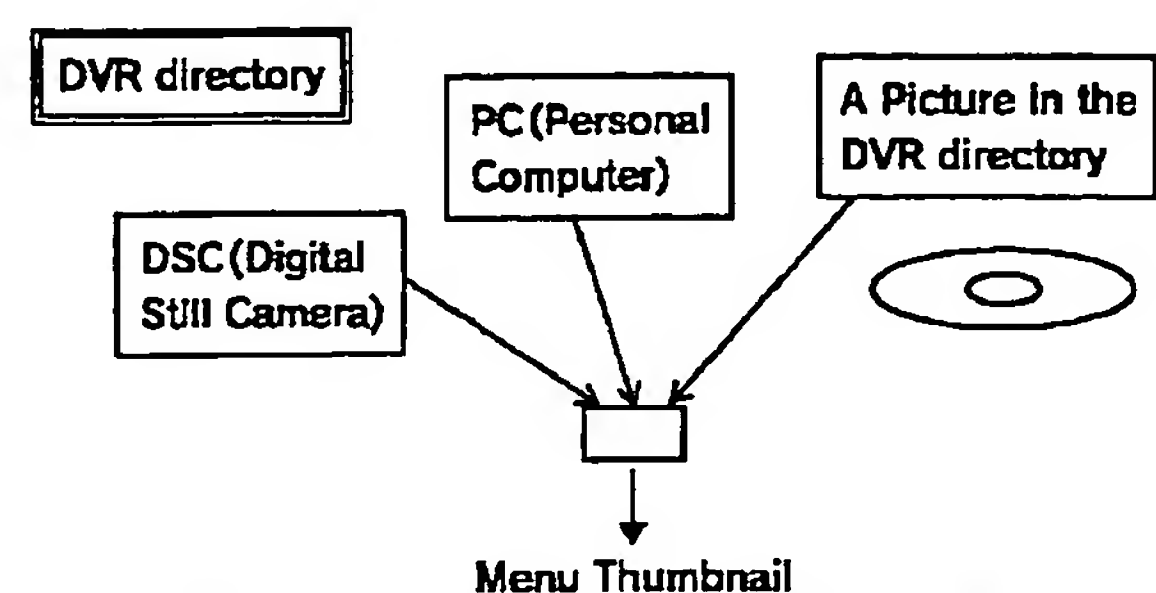 DVR directory
PC(Personal
Computer)
A Picture in the
DVR directory
DSC(Digital
Still Camera)
Menu Thumbnail